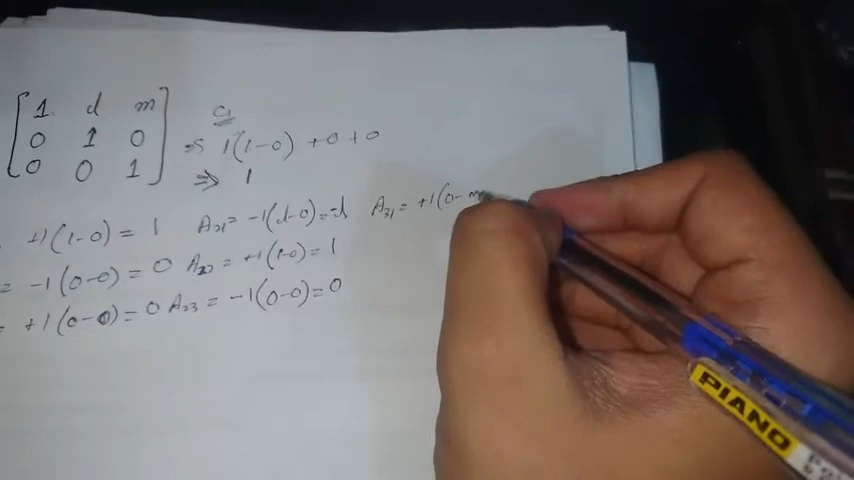 [1 d m
C1
0 1 0 ⇒ 1(1-0) +0+0
0 0 1]
⇒ 1
+1(1-0) = 1 A21= -1(d-0)=-d A31= +1(0-m
= -1(0-0) = 0 A22 = +1(1-0)=1
= +1(0-0)=0 A23 = -1(0-0)=0
PIANO